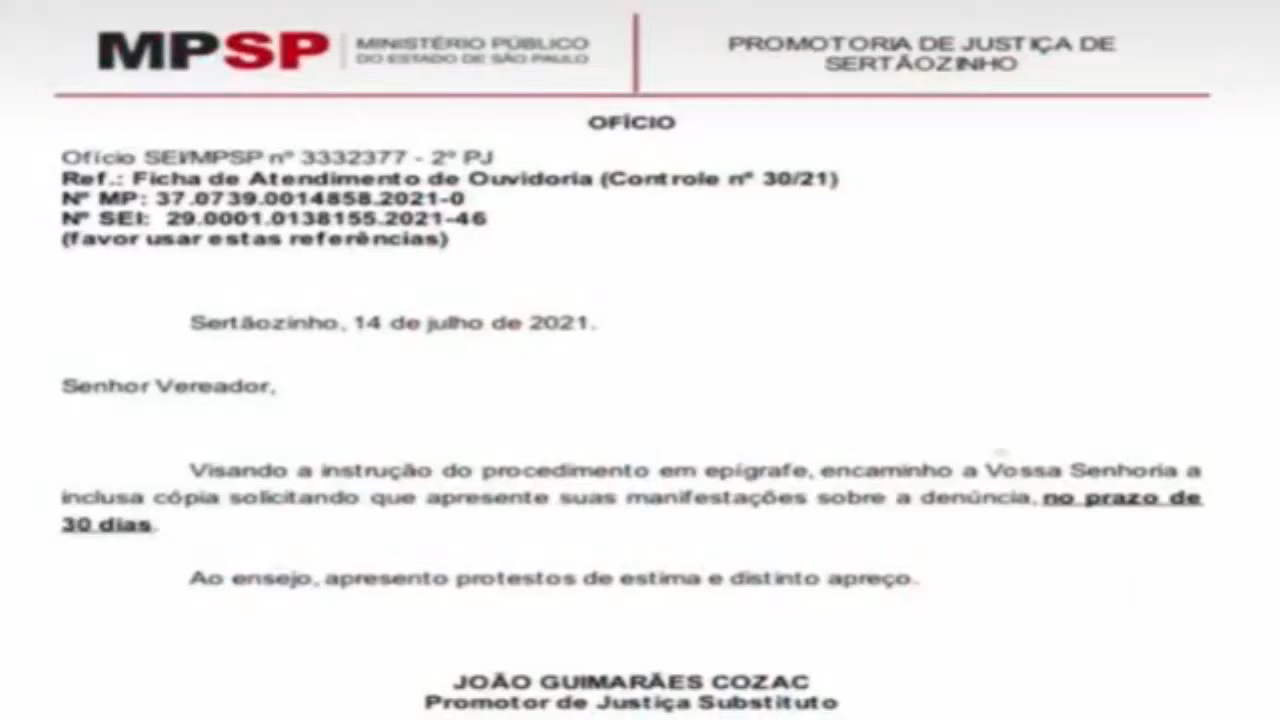 MPSP MINISTÉRIO PÚBLICO
DO ESTADO DE SÃO PAULO
PROMOTORIA DE JUSTIÇA DE
SERTÃOZINHO
OFÍCIO
Ofício SEI/MPSP nº 3332377 - 2º PJ
Ref.: Ficha de Atendimento de Ouvidoria (Controle nº 30/21)
Nº MP: 37.0739.0014858.2021-0
Nº SEI: 29.0001.0138155.2021-46
(favor usar estas referências)
Sertãozinho, 14 de julho de 2021.
Senhor Vereador,
Visando a instrução do procedimento em epígrafe, encaminho a Vossa Senhoria a
inclusa cópia solicitando que apresente suas manifestações sobre a denúncia, no prazo de
30 dias.
Ao ensejo, apresento protestos de estima e distinto apreço.
JOÃO GUIMARÃES COZAC
Promotor de Justiça Substituto